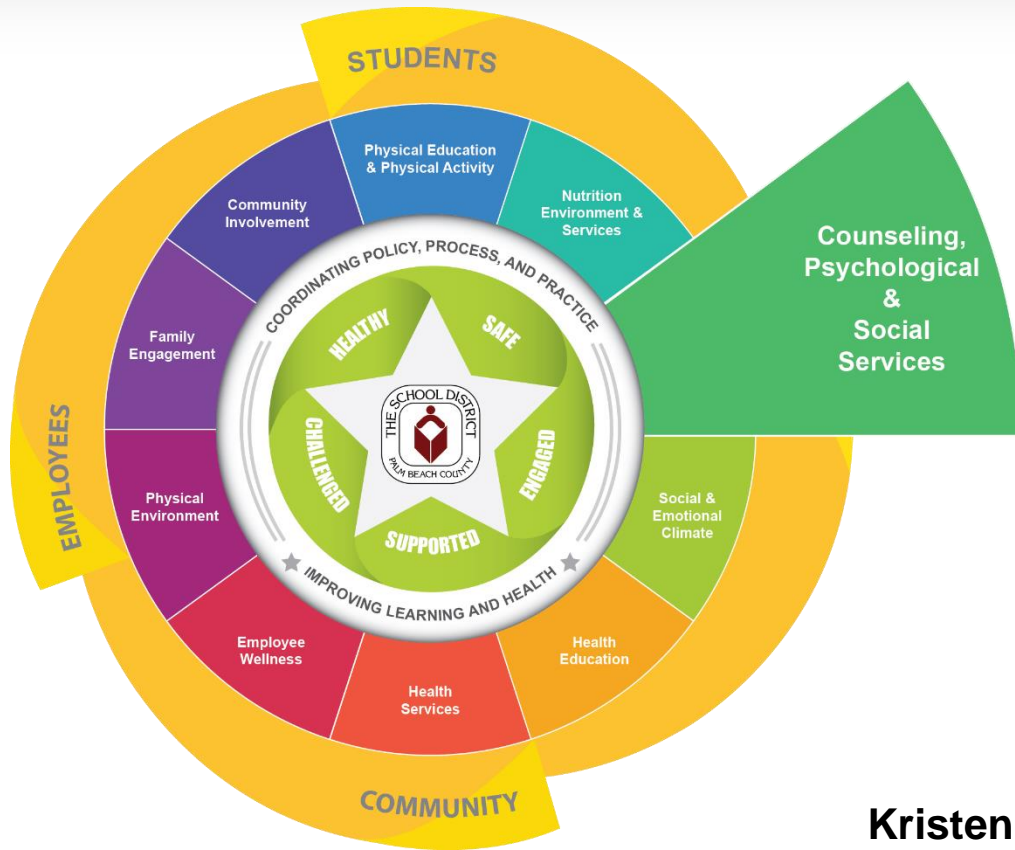 STUDENTS
Physical Education
& Physical Activity
Nutrition
Environment &
Services
Counseling,
Psychological
&
Social
Services
Social &
Emotional
Climate
Health
Education
Health
Services
Employee
Wellness
Physical
Environment
Family
Engagement
Community
Involvement
EMPLOYEES
COMMUNITY
COORDINATING POLICY, PROCESS, AND PRACTICE
IMPROVING LEARNING AND HEALTH
HEALTHY
SAFE
ENGAGED
SUPPORTED
CHALLENGED
THE SCHOOL DISTRICT
PALM BEACH COUNTY
Kristen